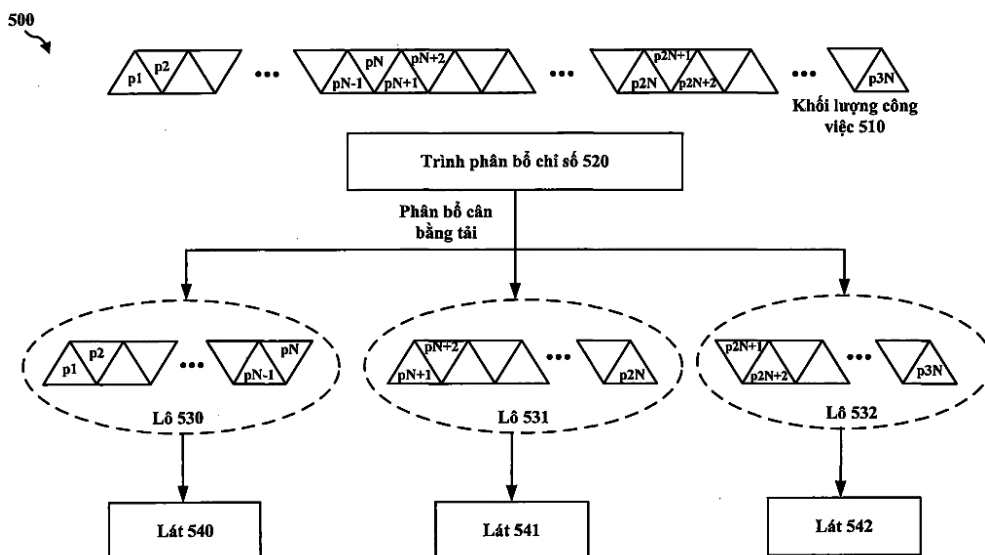 500
p1 p2 ••• pN-1 pN pN+1 pN+2 ••• p2N p2N+1 p2N+2 ••• p3N
Khối lượng công
việc 510
Trình phân bổ chỉ số 520
Phân bổ cân
bằng tải
p1 p2 ••• pN-1 pN
pN+1 pN+2 ••• p2N
p2N+1 p2N+2 ••• p3N
Lô 530
Lô 531
Lô 532
Lát 540
Lát 541
Lát 542